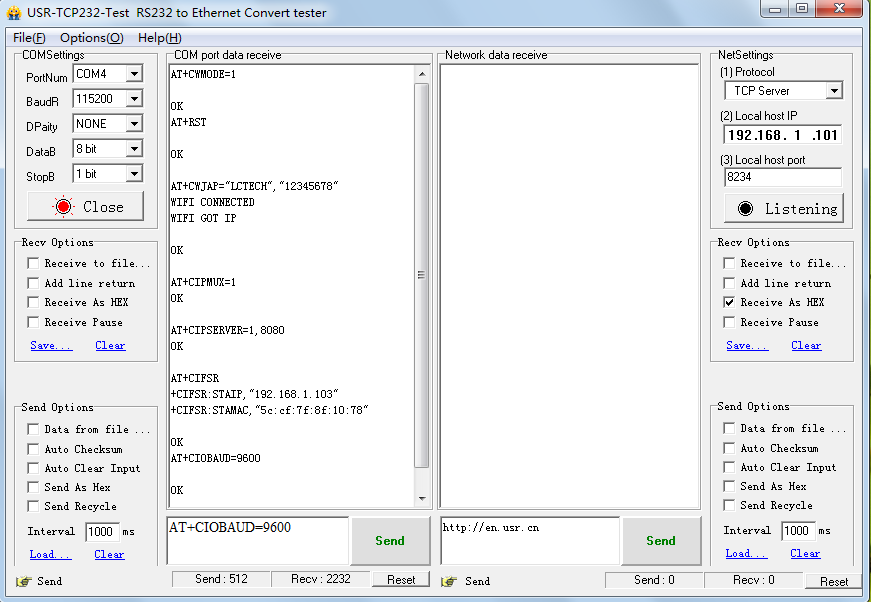 USR-TCP232-Test RS232 to Ethernet Convert tester
File(F) Options(O) Help(H)
COMSettings
PortNum COM4
BaudR 115200
DPaity NONE
DataB 8 bit
StopB 1 bit
Close
Recv Options
Receive to file...
Add line return
Receive As HEX
Receive Pause
Save... Clear
Send Options
Data from file ...
Auto Checksum
Auto Clear Input
Send As Hex
Send Recycle
Interval 1000 ms
Load... Clear
COM port data receive
AT+CWMODE=1
OK
AT+RST
OK
AT+CWJAP="LCTECH","12345678"
WIFI CONNECTED
WIFI GOT IP
OK
AT+CIPMUX=1
OK
AT+CIPSERVER=1,8080
OK
AT+CIFSR
+CIFSR:STAIP,"192.168.1.103"
+CIFSR:STAMAC,"5c:cf:7f:8f:10:78"
OK
AT+CIOBAUD=9600
OK
AT+CIOBAUD=9600
Send
Network data receive
http://en.usr.cn
Send
NetSettings
(1) Protocol
TCP Server
(2) Local host IP
192.168. 1 .101
(3) Local host port
8234
Listening
Recv Options
Receive to file...
Add line return
Receive As HEX
Receive Pause
Save... Clear
Send Options
Data from file ...
Auto Checksum
Auto Clear Input
Send As Hex
Send Recycle
Interval 1000 ms
Load... Clear
Send Send : 512 Recv : 2232 Reset
Send Send : 0 Recv : 0 Reset